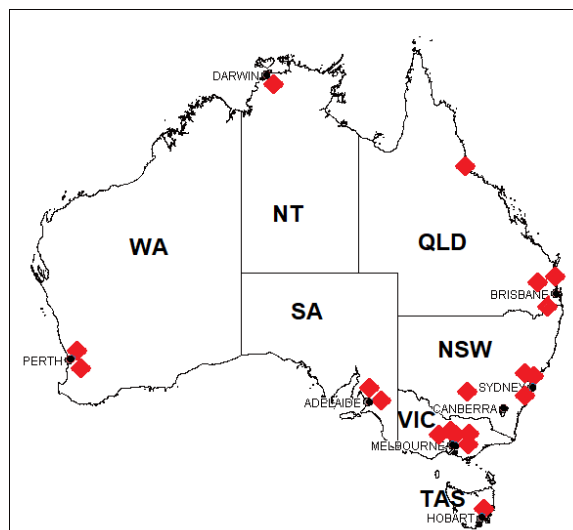 DARWIN
NT
WA
QLD
BRISBANE
SA
NSW
PERTH
SYDNEY
ADELAIDE
CANBERRA
VIC
MELBOURNE
TAS
HOBART